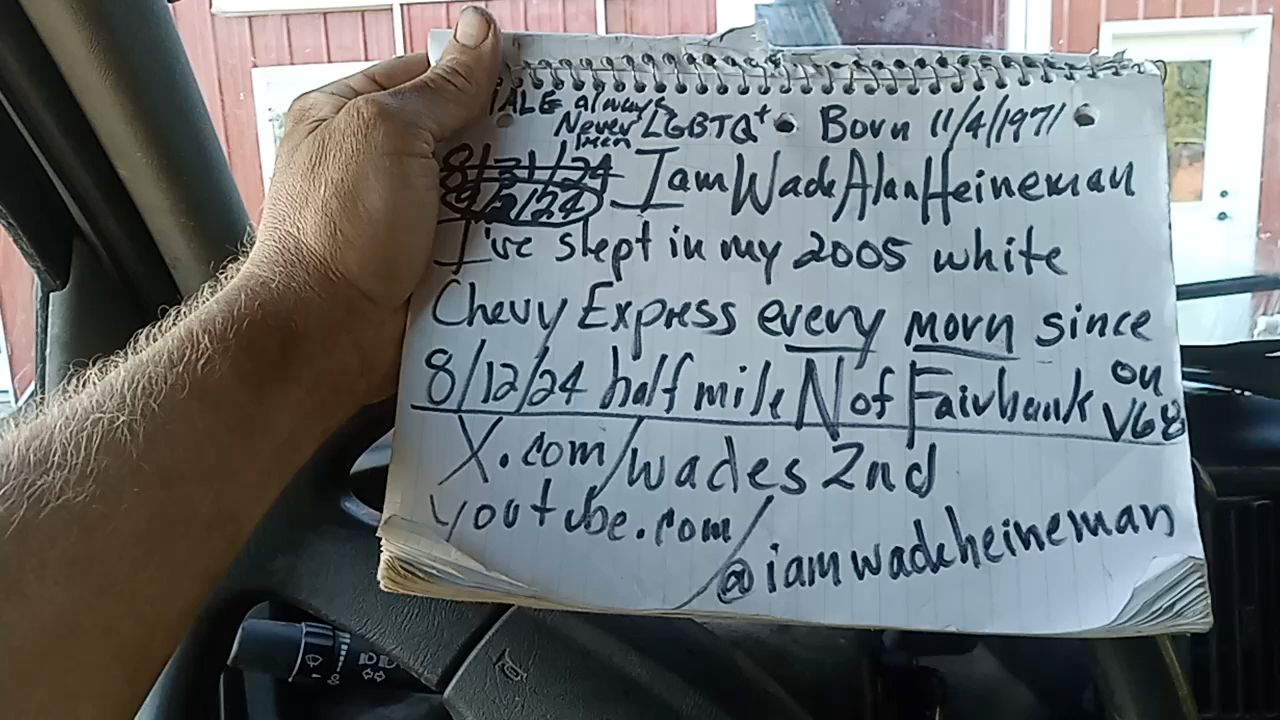 MALE always
Never been LGBTQ+ Born 11/4/1971
8/21/24 I am Wade Alan Heineman
9/2/24
I've slept in my 2005 white
Chevy Express every morn since
8/12/24 half mile N of Fairbank on V68
X.com/wades2nd
youtube.com/
@iamwadeheineman